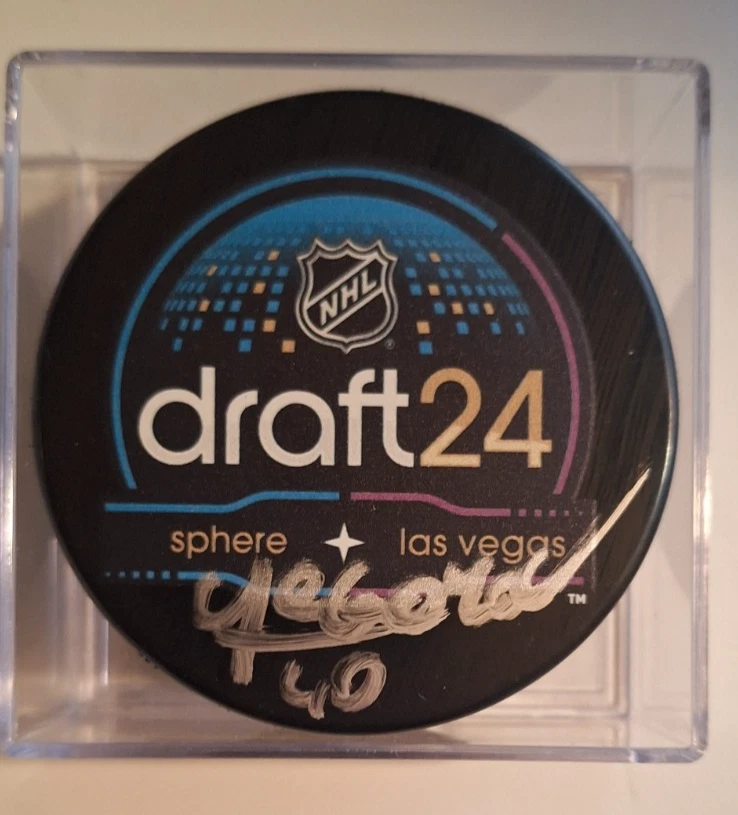 NHL
®
draft24
sphere las vegas
TM
40